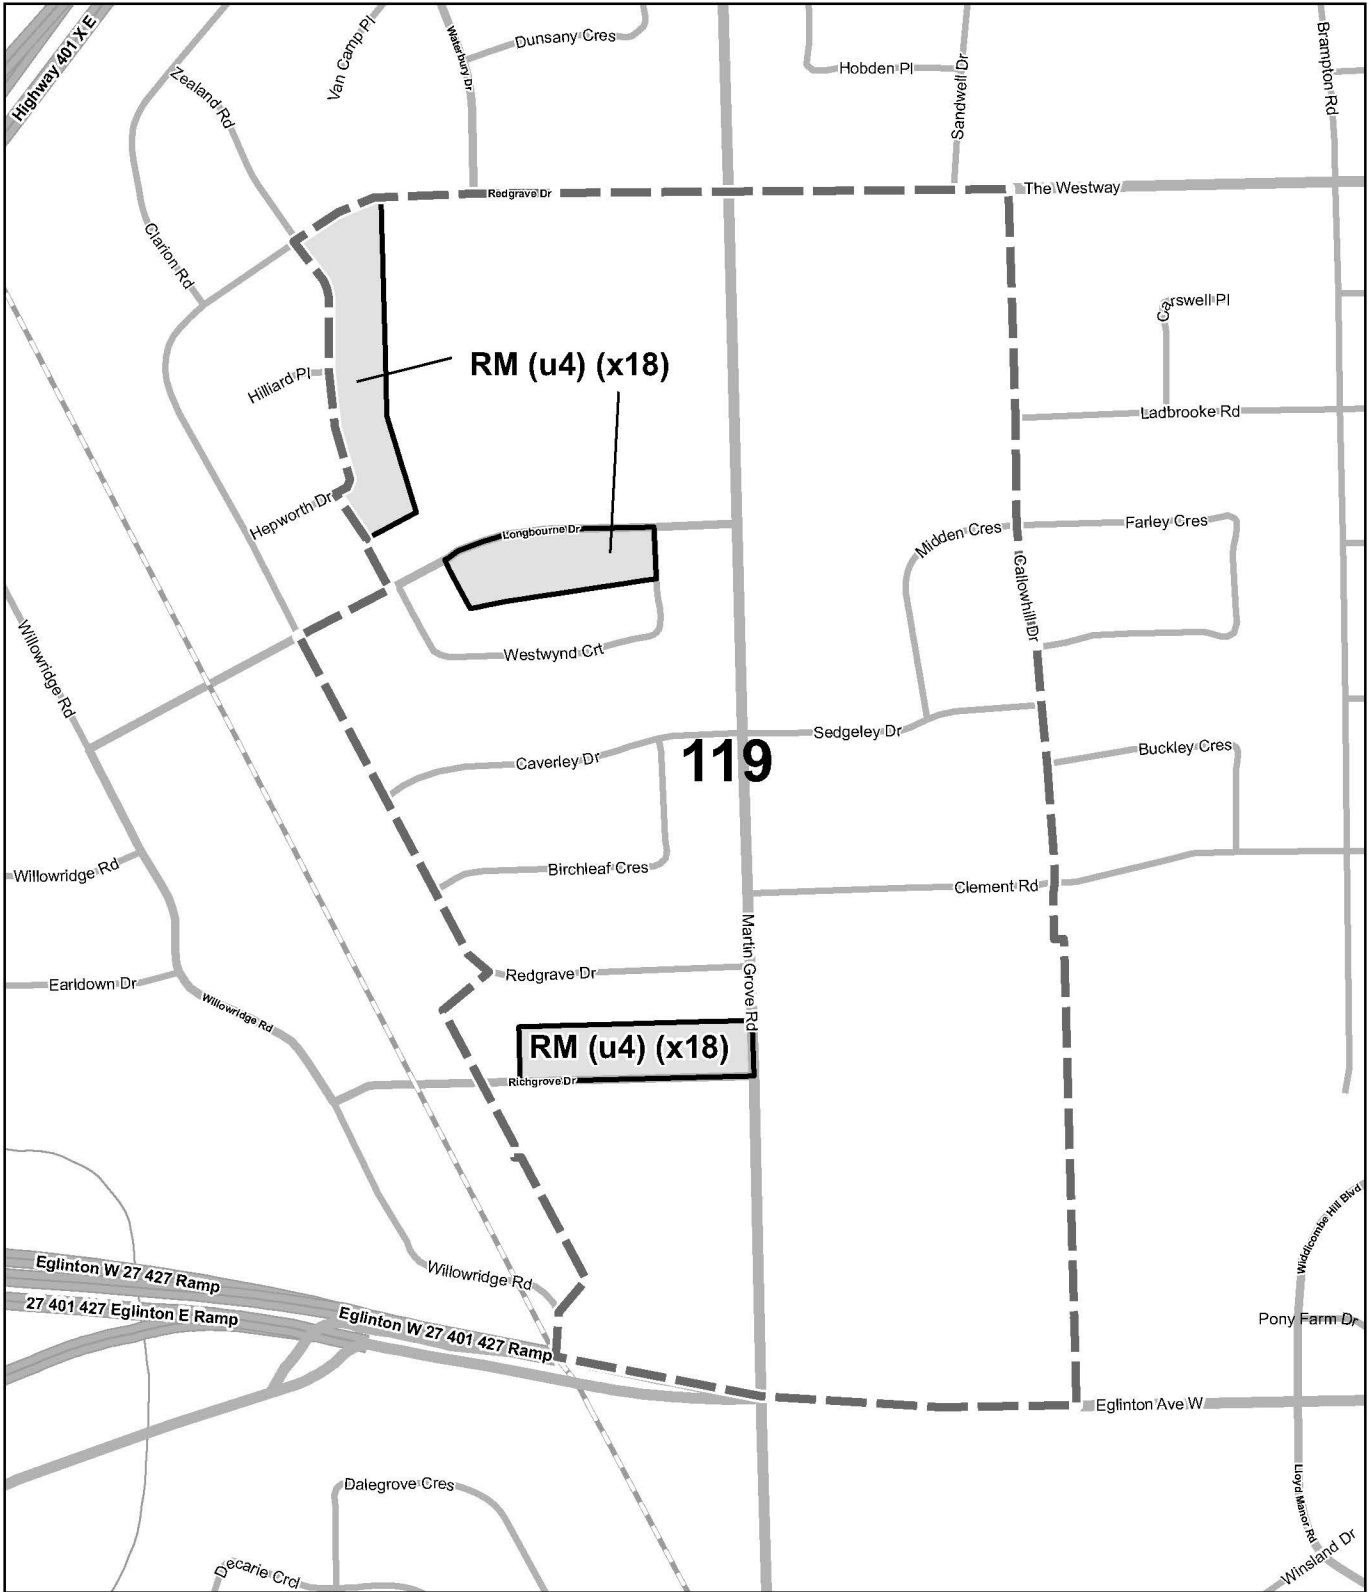 Highway 401 X E
Van Camp Pl
Waterbury Dr
Dunsany Cres
Hobden Pl
Sandwell Dr
Brampton Rd
Zealand Rd
Redgrave Dr
The Westway
Clarion Rd
Carswell Pl
RM (u4) (x18)
Hilliard Pl
Ladbrooke Rd
Hepworth Dr
Longbourne Dr
Midden Cres
Farley Cres
Callowhill Dr
Willowridge Rd
Westwynd Crt
Sedgeley Dr
Buckley Cres
Caverley Dr
119
Willowridge Rd
Birchleaf Cres
Clement Rd
Martin Grove Rd
Redgrave Dr
Earldown Dr
Willowridge Rd
RM (u4) (x18)
Richgrove Dr
Widdicombe Hill Blvd
Eglinton W 27 427 Ramp
Willowridge Rd
27 401 427 Eglinton E Ramp
Eglinton W 27 401 427 Ramp
Pony Farm Dr
Eglinton Ave W
Dalegrove Cres
Lloyd Manor Rd
Decarie Crcl
Winsland Dr